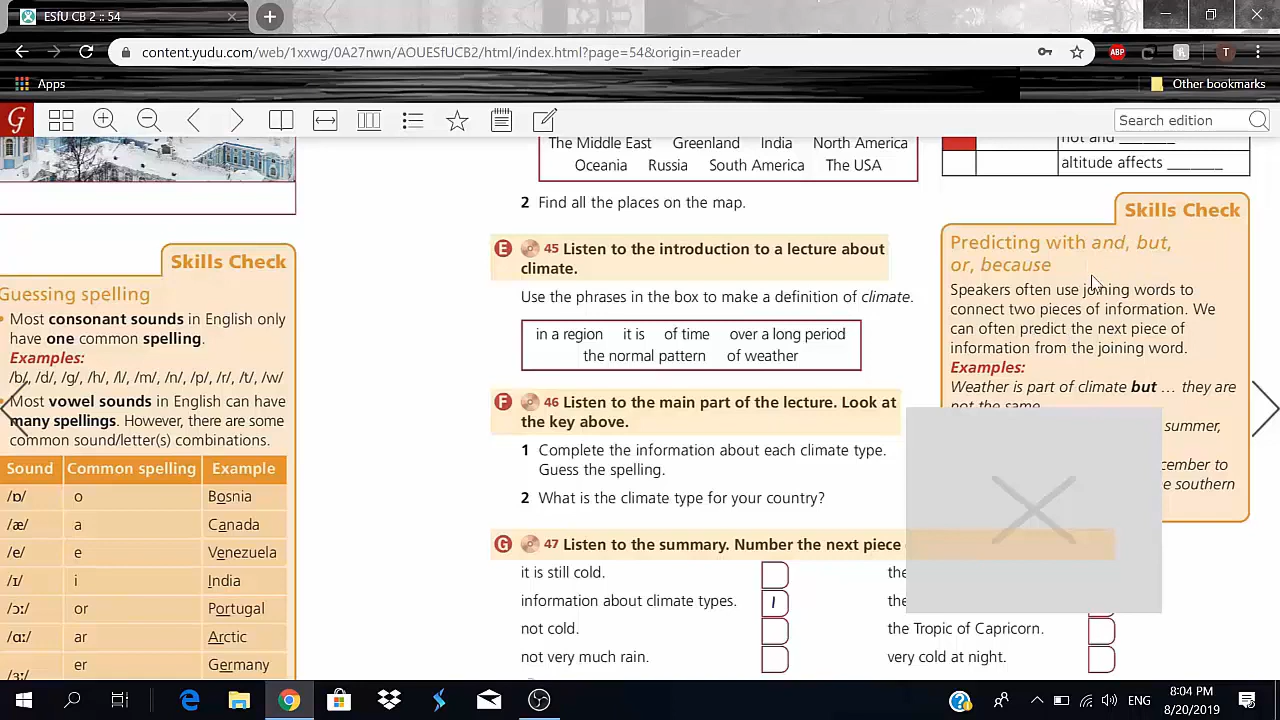 ESfU CB 2 :: 54
content.yudu.com/web/1xxwg/0A27nwn/AOUESfUCB2/html/index.html?page=54&origin=reader
ABP
T
Apps
Other bookmarks
G
Search edition
Skills Check
Guessing spelling
• Most consonant sounds in English only
have one common spelling.
Examples:
/b/, /d/, /g/, /h/, /l/, /m/, /n/, /p/, /r/, /t/, /w/
Most vowel sounds in English can have
many spellings. However, there are some
common sound/letter(s) combinations.
Sound Common spelling Example
/ɒ/ o Bosnia
/æ/ a Canada
/e/ e Venezuela
/ɪ/ i India
/ɔː/ or Portugal
/ɑː/ ar Arctic
/ɜː/ er Germany
The Middle East Greenland India North America
Oceania Russia South America The USA
2 Find all the places on the map.
E 45 Listen to the introduction to a lecture about
climate.
Use the phrases in the box to make a definition of climate.
in a region it is of time over a long period
the normal pattern of weather
F 46 Listen to the main part of the lecture. Look at
the key above.
1 Complete the information about each climate type.
Guess the spelling.
2 What is the climate type for your country?
G 47 Listen to the summary. Number the next piece
it is still cold.
information about climate types. 1
not cold.
not very much rain.
the
the
the Tropic of Capricorn.
very cold at night.
hot and ______
altitude affects ______
Skills Check
Predicting with and, but,
or, because
Speakers often use joining words to
connect two pieces of information. We
can often predict the next piece of
information from the joining word.
Examples:
Weather is part of climate but … they are
not the same
summer,
cember to
e southern
ENG
8:04 PM
8/20/2019